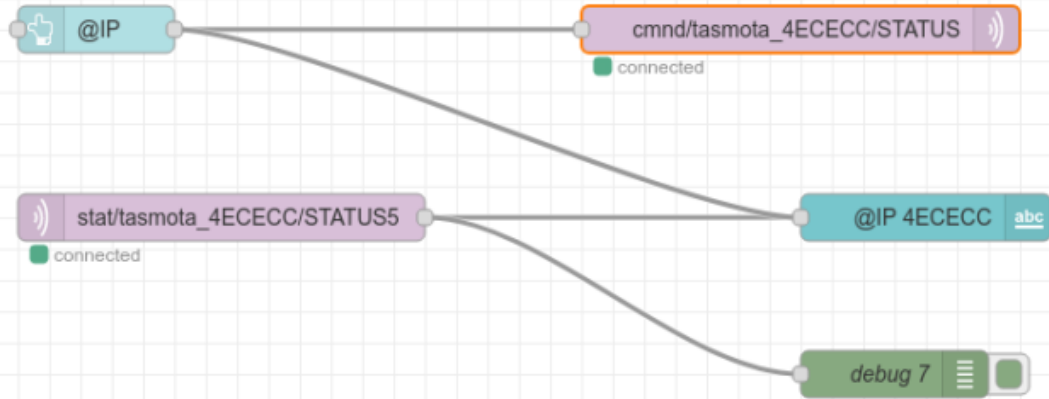 @IP
cmnd/tasmota_4ECECC/STATUS
connected
stat/tasmota_4ECECC/STATUS5
connected
@IP 4ECECC
abc
debug 7